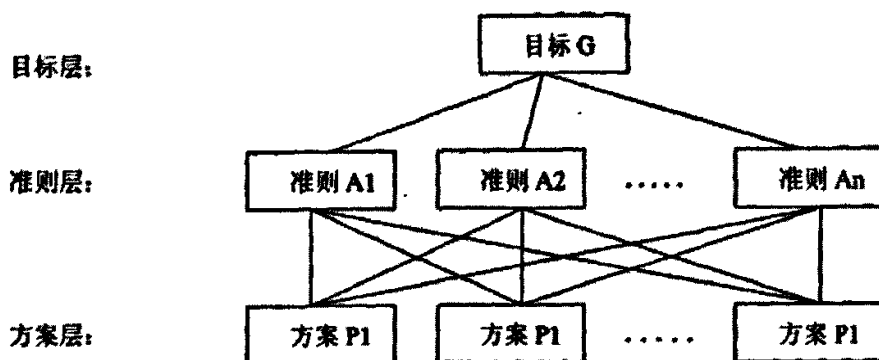 目标层： 目标 G
准则层： 准则 A1 准则 A2 ..... 准则 An
方案层： 方案 P1 方案 P1 ..... 方案 P1